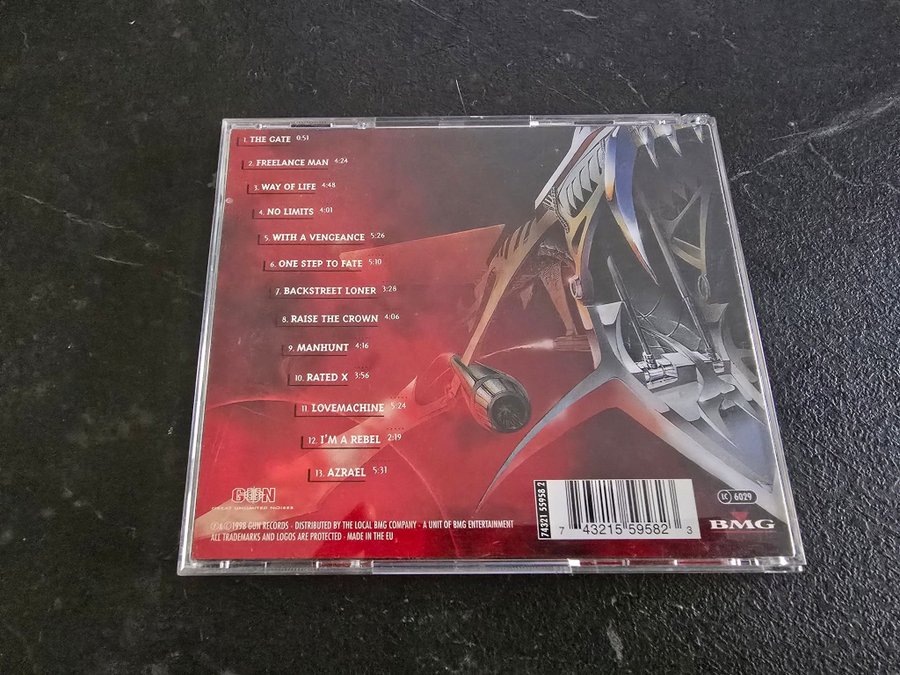 1. THE GATE 0:51
2. FREELANCE MAN 4:24
3. WAY OF LIFE 4:48
4. NO LIMITS 4:01
5. WITH A VENGEANCE 5:26
6. ONE STEP TO FATE 5:10
7. BACKSTREET LONER 3:28
8. RAISE THE CROWN 4:06
9. MANHUNT 4:16
10. RATED X 3:56
11. LOVEMACHINE 5:24
12. I'M A REBEL 2:19
13. AZRAEL 5:31
GUN
GREAT UNLIMITED NOISES
℗ & © 1998 GUN RECORDS · DISTRIBUTED BY THE LOCAL BMG COMPANY · A UNIT OF BMG ENTERTAINMENT
ALL TRADEMARKS AND LOGOS ARE PROTECTED · MADE IN THE EU
74321 55958 2
7 43215 59582 3
LC 6029
BMG